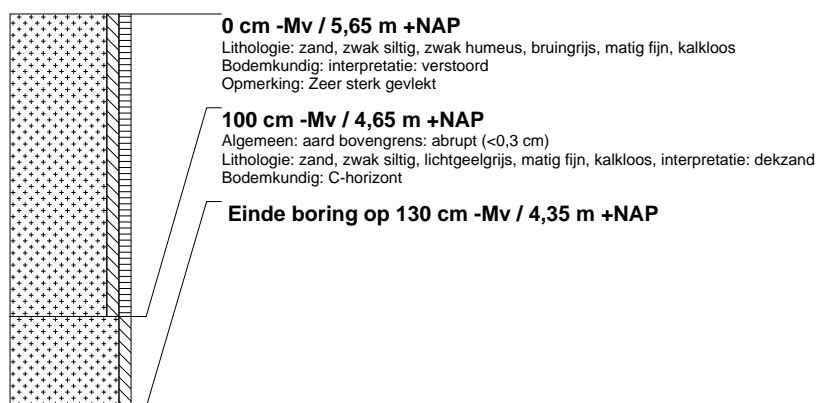 0 cm -Mv / 5,65 m +NAP
Lithologie: zand, zwak siltig, zwak humeus, bruingrijs, matig fijn, kalkloos
Bodemkundig: interpretatie: verstoord
Opmerking: Zeer sterk gevlekt
100 cm -Mv / 4,65 m +NAP
Algemeen: aard bovengrens: abrupt (<0,3 cm)
Lithologie: zand, zwak siltig, lichtgeelgrijs, matig fijn, kalkloos, interpretatie: dekzand
Bodemkundig: C-horizont
Einde boring op 130 cm -Mv / 4,35 m +NAP